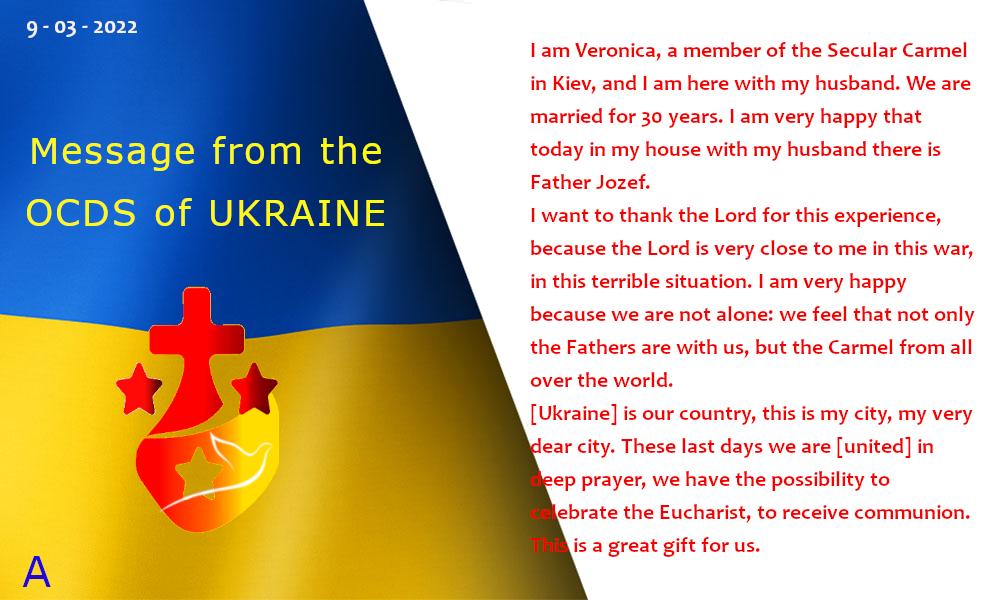 9 - 03 - 2022
Message from the
OCDS of UKRAINE
A
I am Veronica, a member of the Secular Carmel
in Kiev, and I am here with my husband. We are
married for 30 years. I am very happy that
today in my house with my husband there is
Father Jozef.
I want to thank the Lord for this experience,
because the Lord is very close to me in this war,
in this terrible situation. I am very happy
because we are not alone: we feel that not only
the Fathers are with us, but the Carmel from all
over the world.
[Ukraine] is our country, this is my city, my very
dear city. These last days we are [united] in
deep prayer, we have the possibility to
celebrate the Eucharist, to receive communion.
This is a great gift for us.